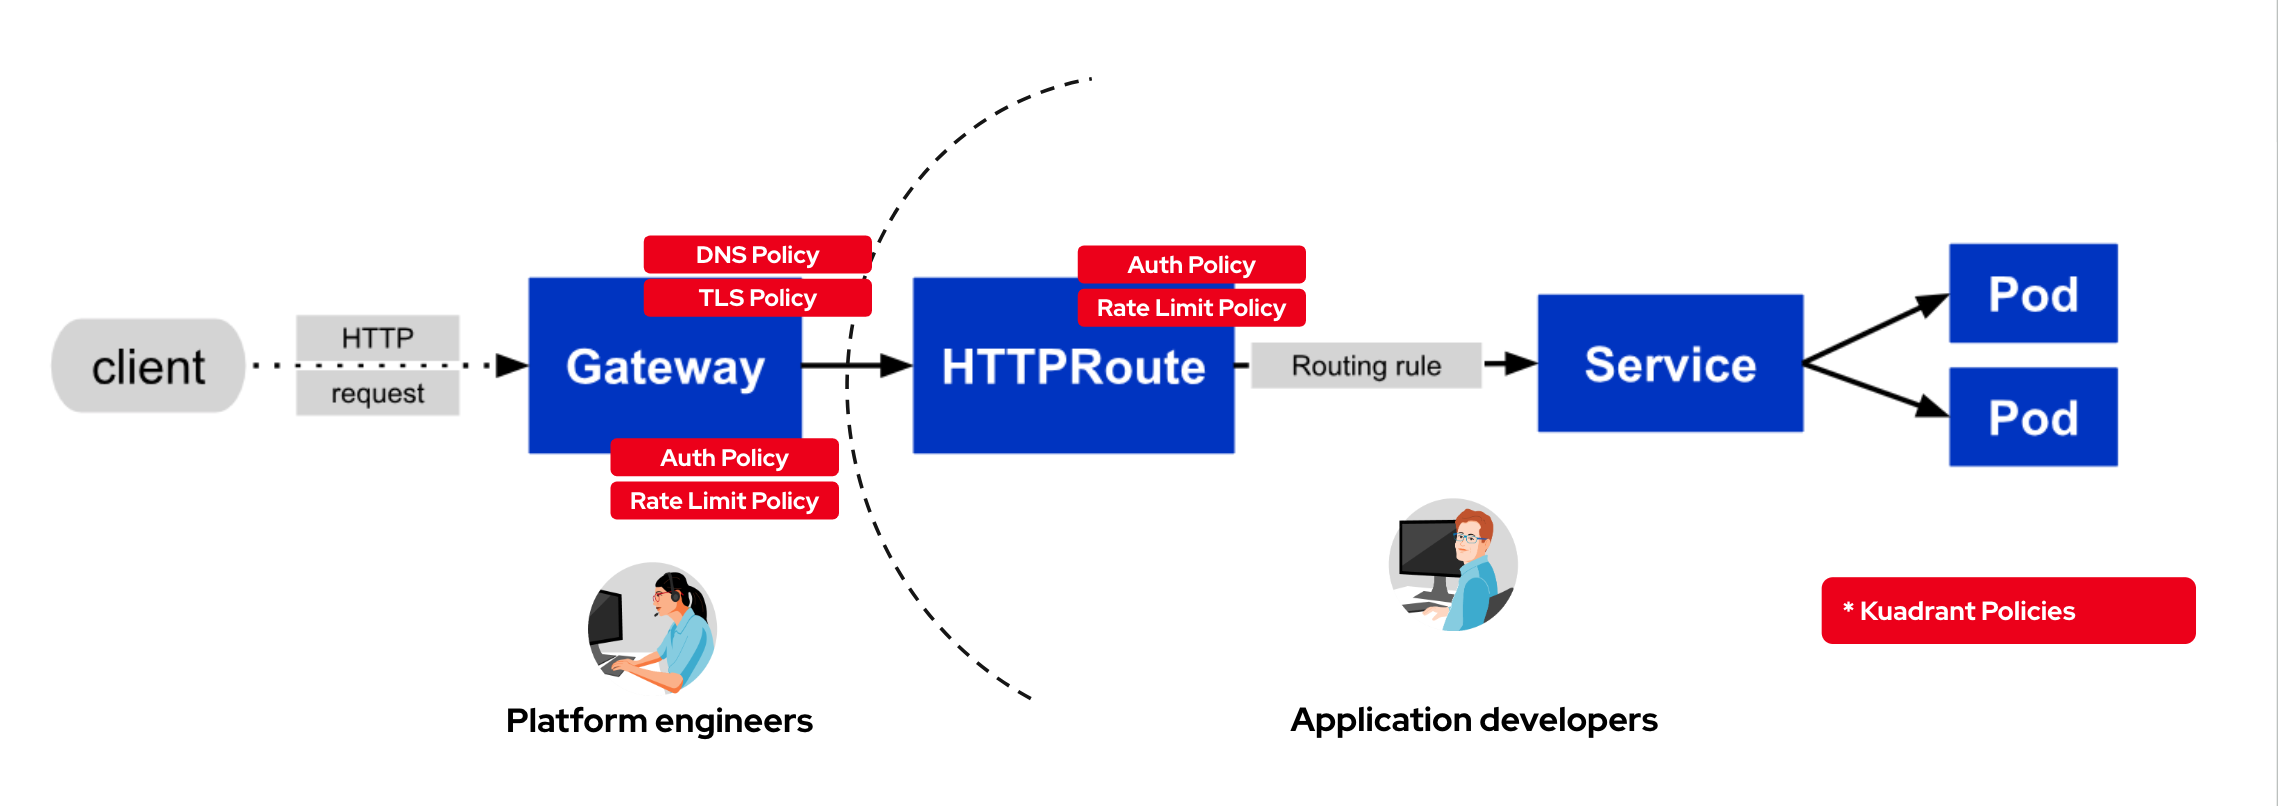 client
HTTP
request
DNS Policy
TLS Policy
Gateway
Auth Policy
Rate Limit Policy
Auth Policy
Rate Limit Policy
HTTPRoute
Routing rule
Service
Pod
Pod
Platform engineers
Application developers
* Kuadrant Policies